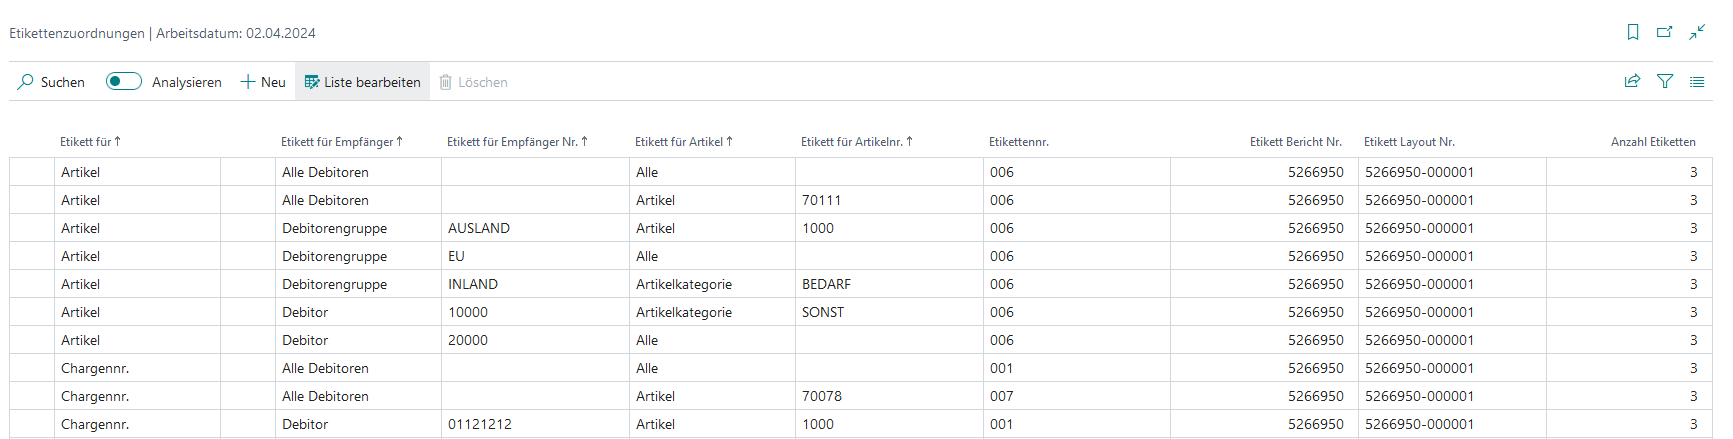 Etikettenzuordnungen | Arbeitsdatum: 02.04.2024
Suchen Analysieren Neu Liste bearbeiten Löschen
Etikett für ↑ Etikett für Empfänger ↑ Etikett für Empfänger Nr. ↑ Etikett für Artikel ↑ Etikett für Artikelnr. ↑ Etikettennr. Etikett Bericht Nr. Etikett Layout Nr. Anzahl Etiketten
Artikel Alle Debitoren Alle 006 5266950 5266950-000001 3
Artikel Alle Debitoren Artikel 70111 006 5266950 5266950-000001 3
Artikel Debitorengruppe AUSLAND Artikel 1000 006 5266950 5266950-000001 3
Artikel Debitorengruppe EU Alle 006 5266950 5266950-000001 3
Artikel Debitorengruppe INLAND Artikelkategorie BEDARF 006 5266950 5266950-000001 3
Artikel Debitor 10000 Artikelkategorie SONST 006 5266950 5266950-000001 3
Artikel Debitor 20000 Alle 006 5266950 5266950-000001 3
Chargennr. Alle Debitoren Alle 001 5266950 5266950-000001 3
Chargennr. Alle Debitoren Artikel 70078 007 5266950 5266950-000001 3
Chargennr. Debitor 01121212 Artikel 1000 001 5266950 5266950-000001 3